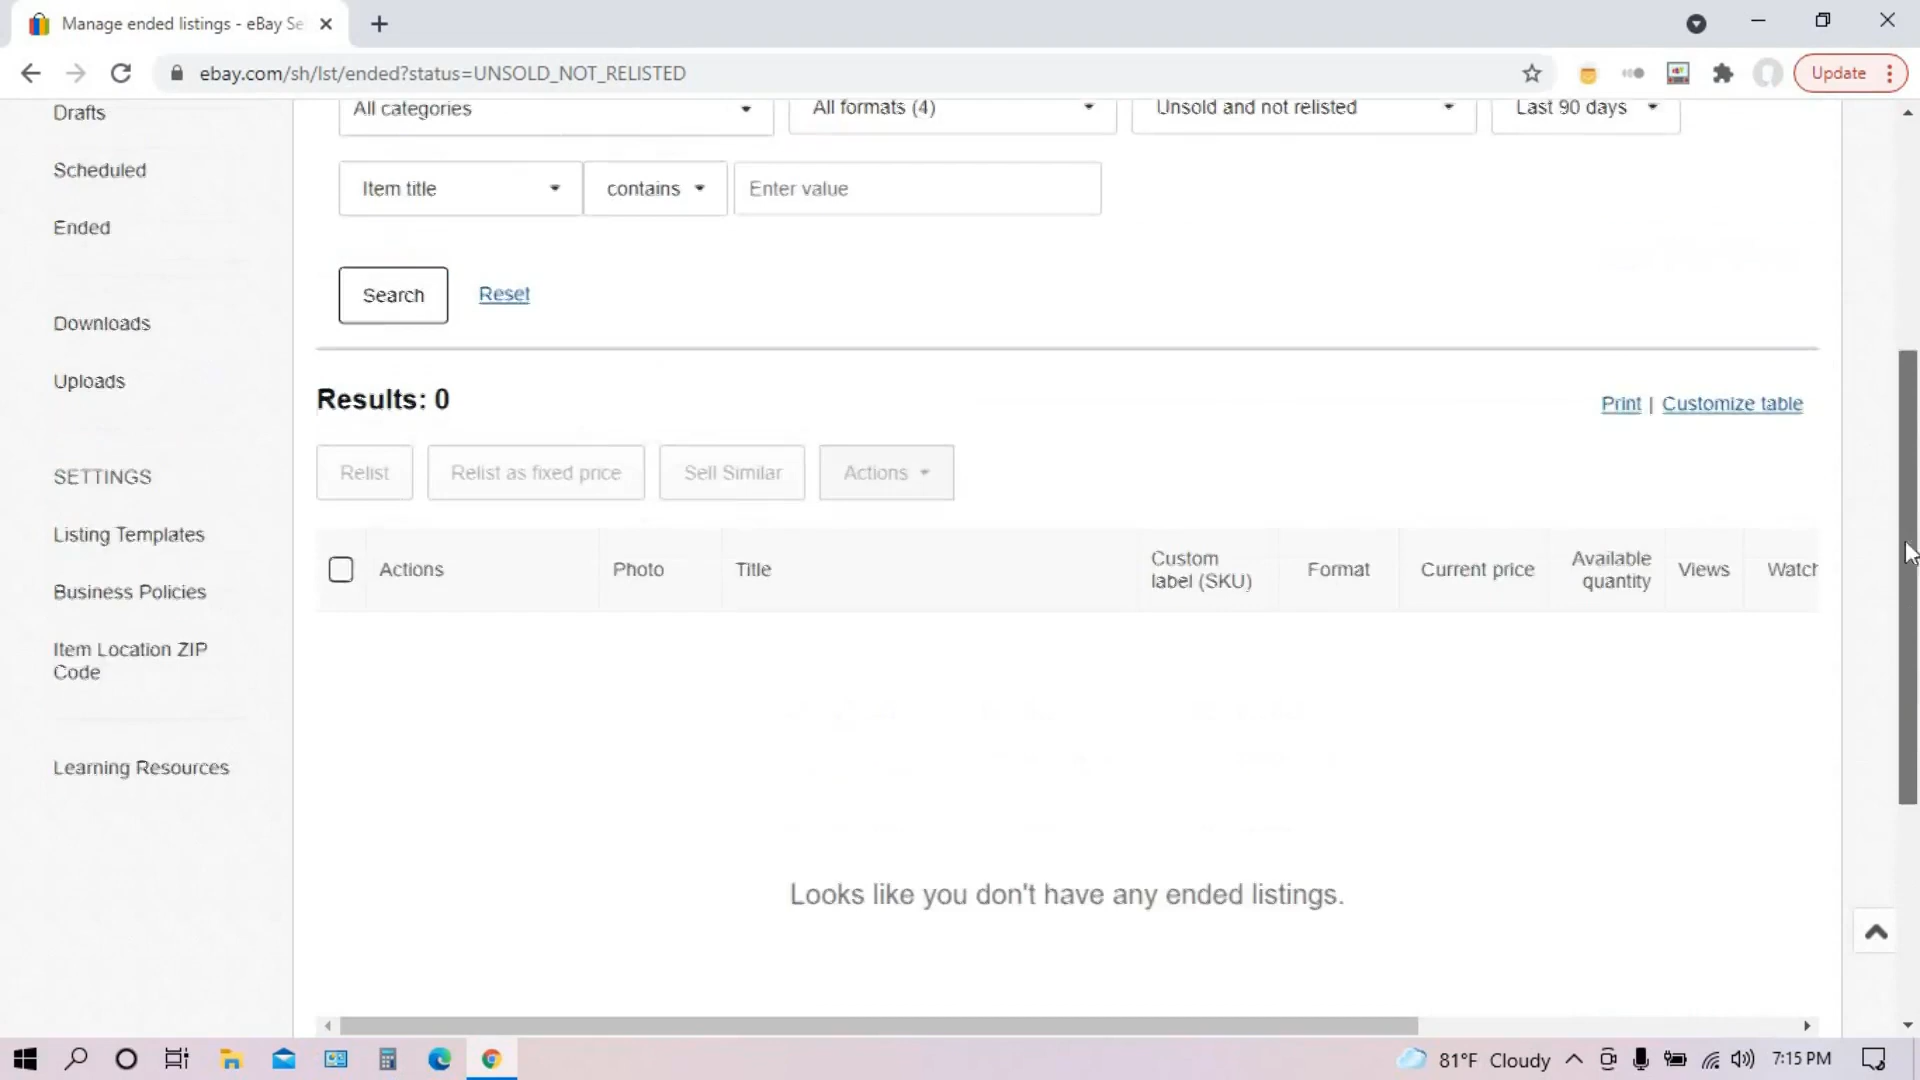 Manage ended listings - eBay Se
ebay.com/sh/lst/ended?status=UNSOLD_NOT_RELISTED
Update
Drafts
Scheduled
Ended
Downloads
Uploads
SETTINGS
Listing Templates
Business Policies
Item Location ZIP
Code
Learning Resources
All categories All formats (4) Unsold and not relisted Last 90 days
Item title contains Enter value
Search Reset
Results: 0
Print | Customize table
Relist Relist as fixed price Sell Similar Actions
Actions Photo Title Custom label (SKU) Format Current price Available quantity Views Watch
Looks like you don't have any ended listings.
81°F Cloudy 7:15 PM